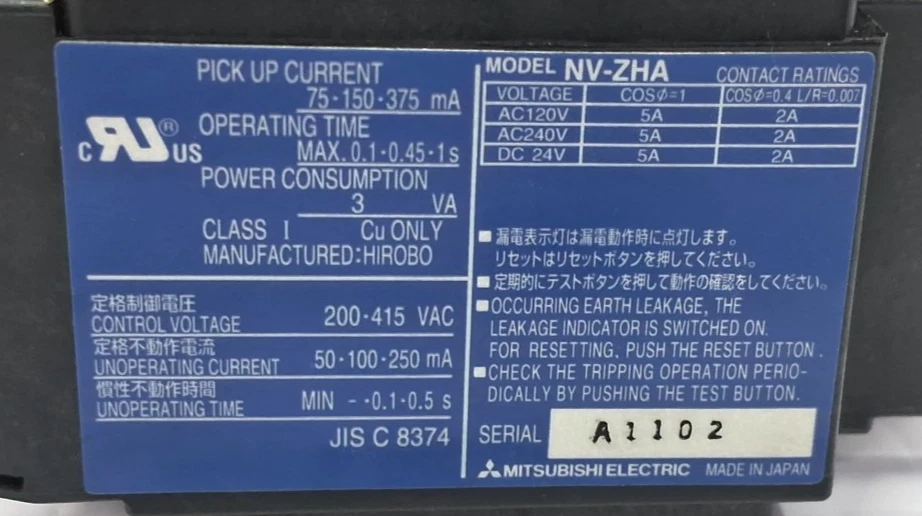 PICK UP CURRENT
75·150·375 mA
OPERATING TIME
MAX. 0.1·0.45·1s
POWER CONSUMPTION
3 VA
CLASS I Cu ONLY
MANUFACTURED:HIROBO
C RU ® US
定格制御電圧
CONTROL VOLTAGE 200·415 VAC
定格不動作電流
UNOPERATING CURRENT 50·100·250 mA
慣性不動作時間
UNOPERATING TIME MIN - ·0.1·0.5 s
JIS C 8374
MODEL NV-ZHA CONTACT RATINGS
VOLTAGE COSØ=1 COSØ=0.4 L/R=0.007
AC120V 5A 2A
AC240V 5A 2A
DC 24V 5A 2A
■ 漏電表示灯は漏電動作時に点灯します。
リセットはリセットボタンを押してください。
■ 定期的にテストボタンを押して動作の確認をしてください。
■ OCCURRING EARTH LEAKAGE, THE
LEAKAGE INDICATOR IS SWITCHED ON.
FOR RESETTING, PUSH THE RESET BUTTON.
■ CHECK THE TRIPPING OPERATION PERIO-
DICALLY BY PUSHING THE TEST BUTTON.
SERIAL A1102
MITSUBISHI ELECTRIC MADE IN JAPAN